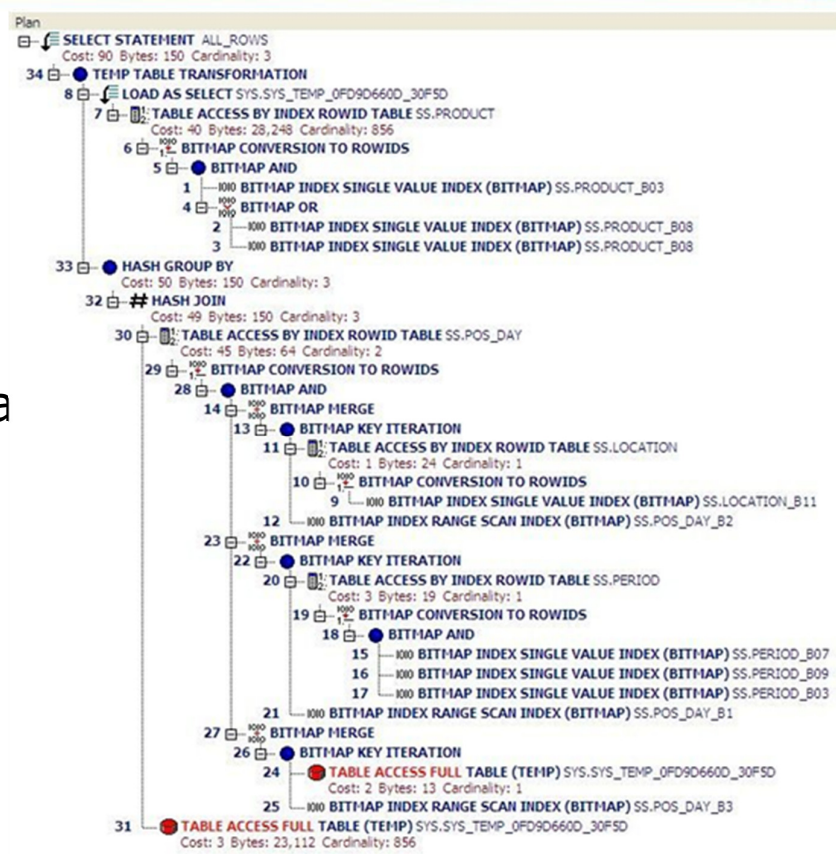 Plan
SELECT STATEMENT ALL_ROWS
Cost: 90 Bytes: 150 Cardinality: 3
34 TEMP TABLE TRANSFORMATION
8 LOAD AS SELECT SYS.SYS_TEMP_0FD9D660D_30F5D
7 TABLE ACCESS BY INDEX ROWID TABLE SS.PRODUCT
Cost: 40 Bytes: 28,248 Cardinality: 856
6 BITMAP CONVERSION TO ROWIDS
5 BITMAP AND
1 BITMAP INDEX SINGLE VALUE INDEX (BITMAP) SS.PRODUCT_B03
4 BITMAP OR
2 BITMAP INDEX SINGLE VALUE INDEX (BITMAP) SS.PRODUCT_B08
3 BITMAP INDEX SINGLE VALUE INDEX (BITMAP) SS.PRODUCT_B08
33 HASH GROUP BY
Cost: 50 Bytes: 150 Cardinality: 3
32 HASH JOIN
Cost: 49 Bytes: 150 Cardinality: 3
30 TABLE ACCESS BY INDEX ROWID TABLE SS.POS_DAY
Cost: 45 Bytes: 64 Cardinality: 2
29 BITMAP CONVERSION TO ROWIDS
28 BITMAP AND
a
14 BITMAP MERGE
13 BITMAP KEY ITERATION
11 TABLE ACCESS BY INDEX ROWID TABLE SS.LOCATION
Cost: 1 Bytes: 24 Cardinality: 1
10 BITMAP CONVERSION TO ROWIDS
9 BITMAP INDEX SINGLE VALUE INDEX (BITMAP) SS.LOCATION_B11
12 BITMAP INDEX RANGE SCAN INDEX (BITMAP) SS.POS_DAY_B2
23 BITMAP MERGE
22 BITMAP KEY ITERATION
20 TABLE ACCESS BY INDEX ROWID TABLE SS.PERIOD
Cost: 3 Bytes: 19 Cardinality: 1
19 BITMAP CONVERSION TO ROWIDS
18 BITMAP AND
15 BITMAP INDEX SINGLE VALUE INDEX (BITMAP) SS.PERIOD_B07
16 BITMAP INDEX SINGLE VALUE INDEX (BITMAP) SS.PERIOD_B09
17 BITMAP INDEX SINGLE VALUE INDEX (BITMAP) SS.PERIOD_B03
21 BITMAP INDEX RANGE SCAN INDEX (BITMAP) SS.POS_DAY_B1
27 BITMAP MERGE
26 BITMAP KEY ITERATION
24 TABLE ACCESS FULL TABLE (TEMP) SYS.SYS_TEMP_0FD9D660D_30F5D
Cost: 2 Bytes: 13 Cardinality: 1
25 BITMAP INDEX RANGE SCAN INDEX (BITMAP) SS.POS_DAY_B3
31 TABLE ACCESS FULL TABLE (TEMP) SYS.SYS_TEMP_0FD9D660D_30F5D
Cost: 3 Bytes: 23,112 Cardinality: 856